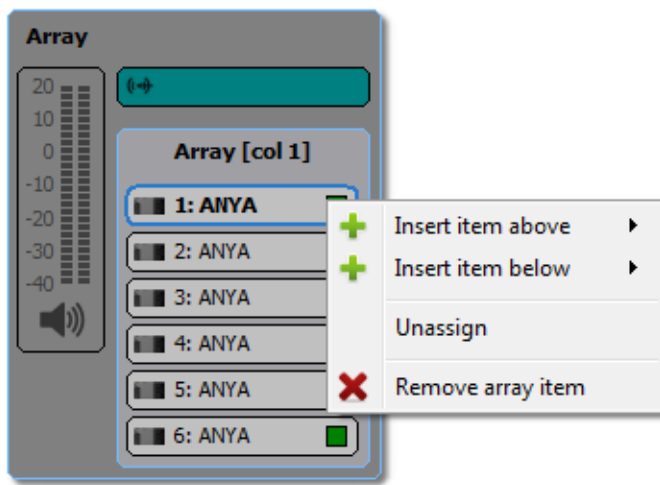 Array
20
10
0
-10
-20
-30
-40
Array [col 1]
1: ANYA
2: ANYA
3: ANYA
4: ANYA
5: ANYA
6: ANYA
Insert item above
Insert item below
Unassign
Remove array item